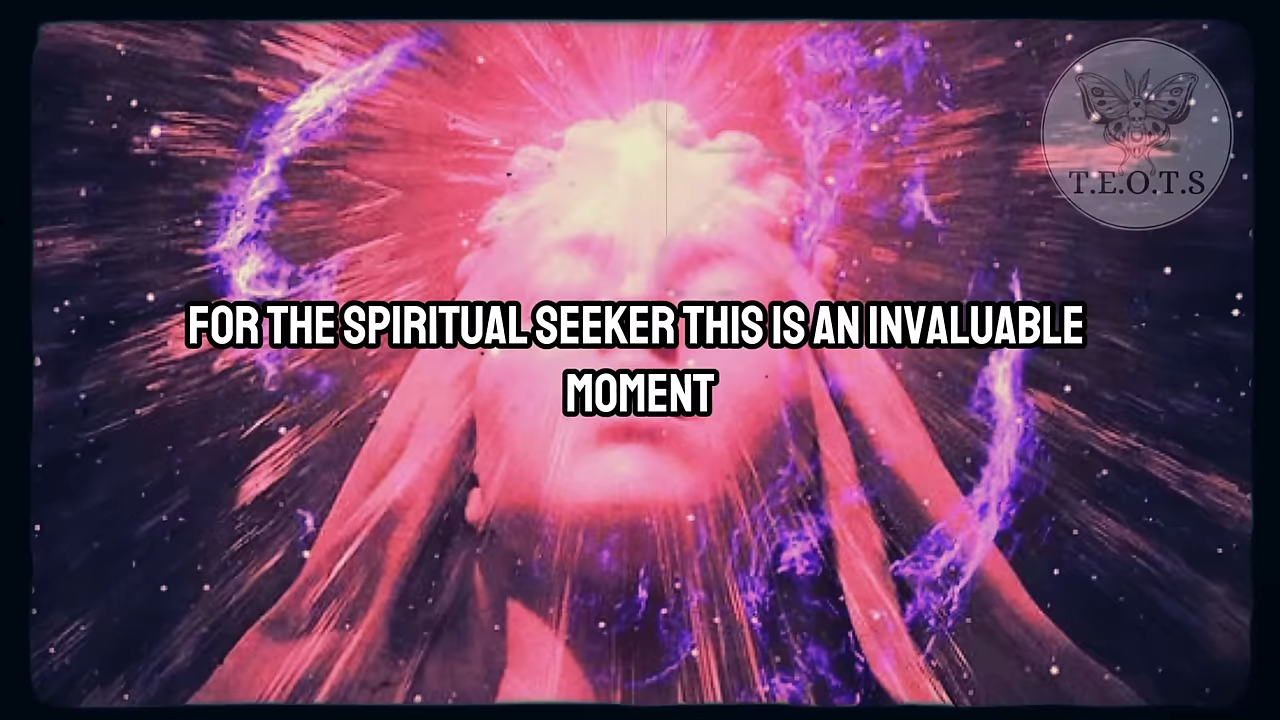 T.E.O.T.S
FOR THE SPIRITUAL SEEKER THIS IS AN INVALUABLE
MOMENT